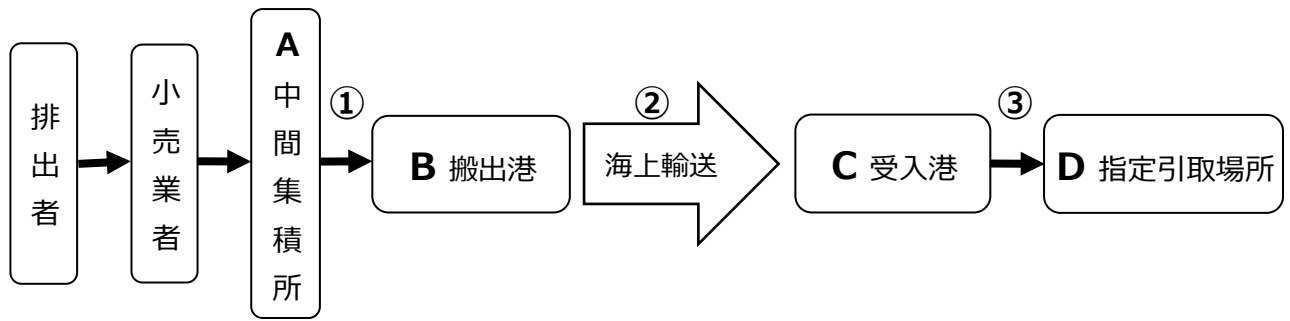 排出者
小売業者
A
中間集積所
①
B 搬出港
②
海上輸送
C 受入港
③
D 指定引取場所